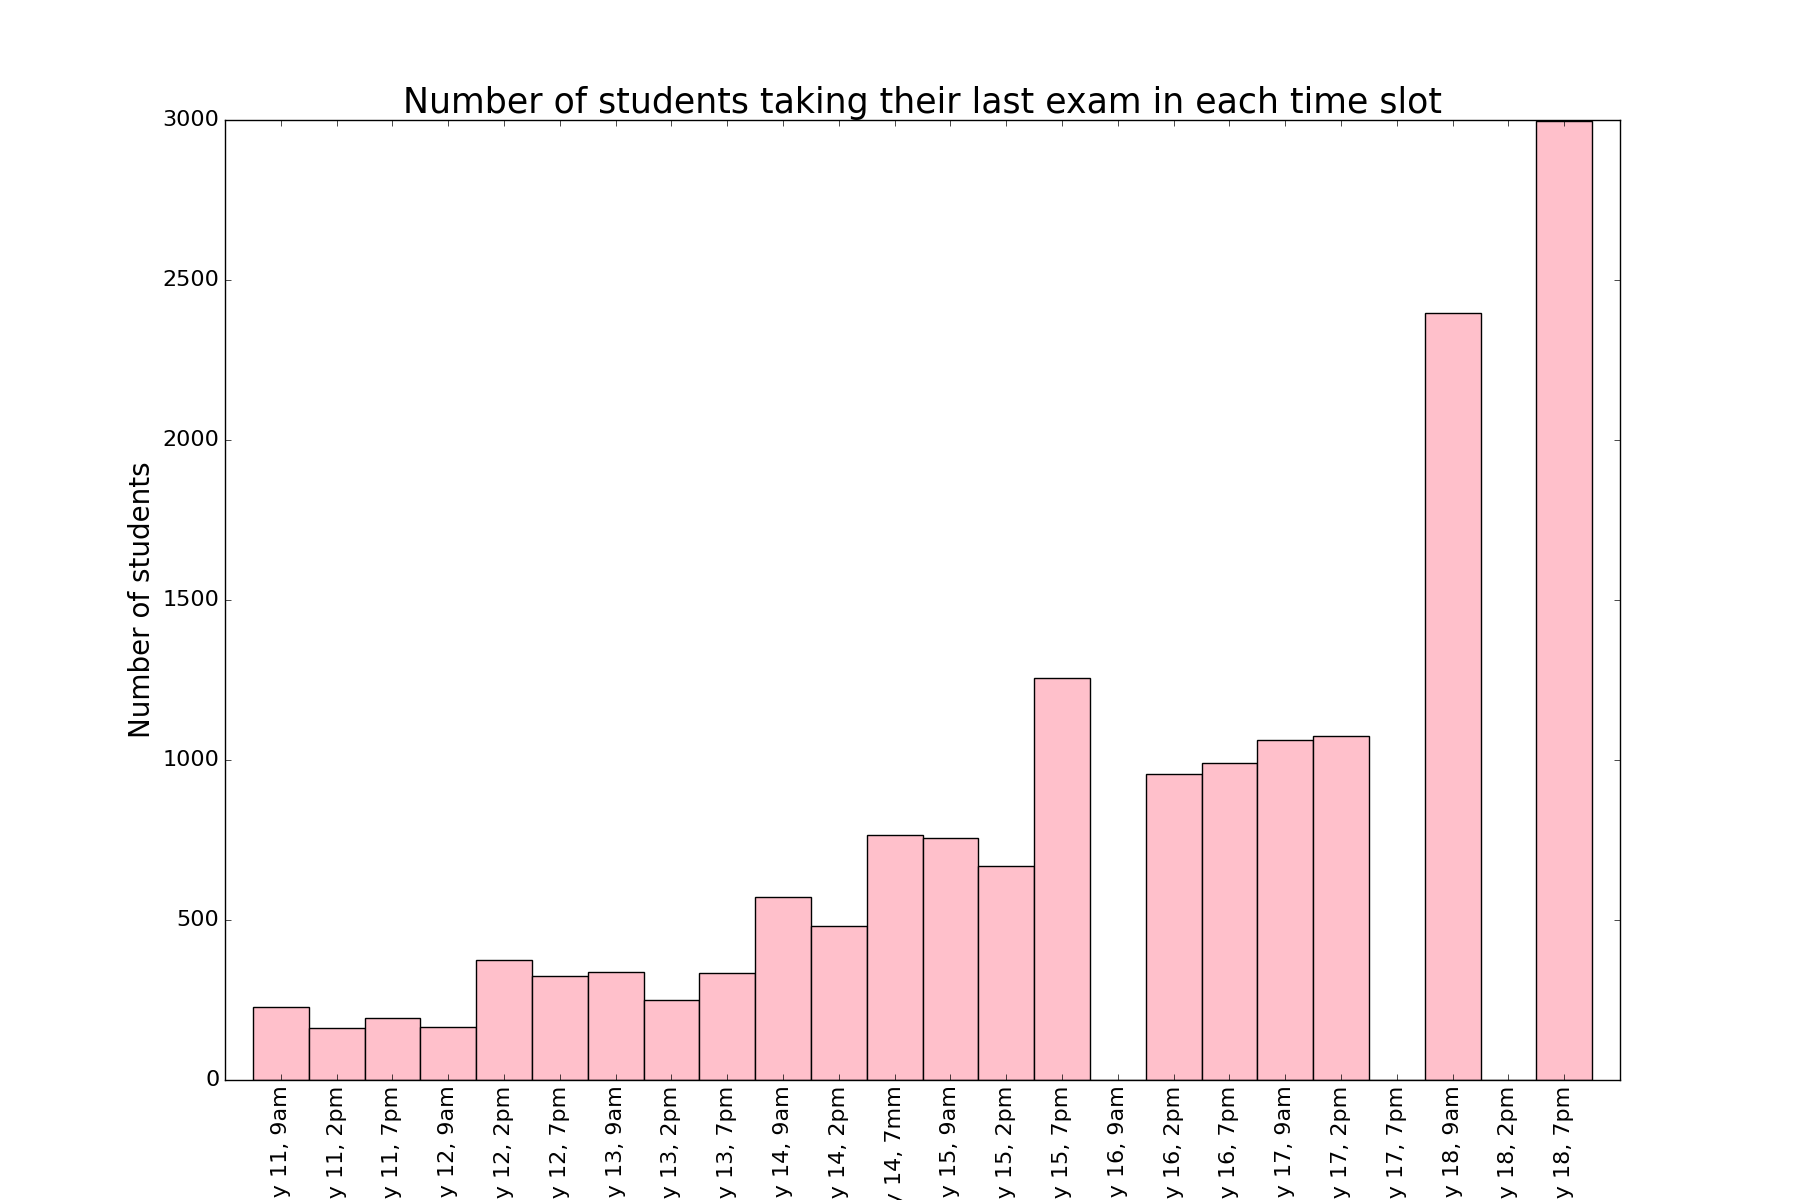 Number of students taking their last exam in each time slot
Number of students
3000
2500
2000
1500
1000
500
0
y 11, 9am
y 11, 2pm
y 11, 7pm
y 12, 9am
y 12, 2pm
y 12, 7pm
y 13, 9am
y 13, 2pm
y 13, 7pm
y 14, 9am
y 14, 2pm
y 14, 7mm
y 15, 9am
y 15, 2pm
y 15, 7pm
y 16, 9am
y 16, 2pm
y 16, 7pm
y 17, 9am
y 17, 2pm
y 17, 7pm
y 18, 9am
y 18, 2pm
y 18, 7pm